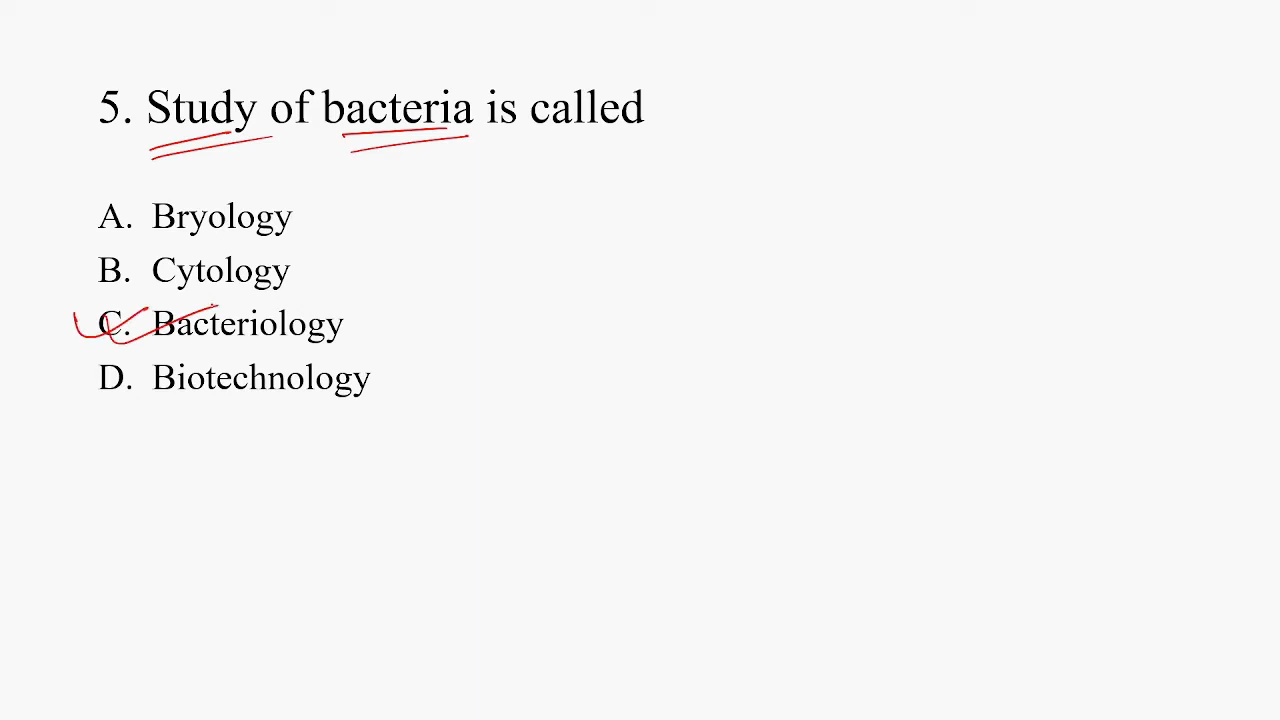 5. Study of bacteria is called
A. Bryology
B. Cytology
C. Bacteriology
D. Biotechnology